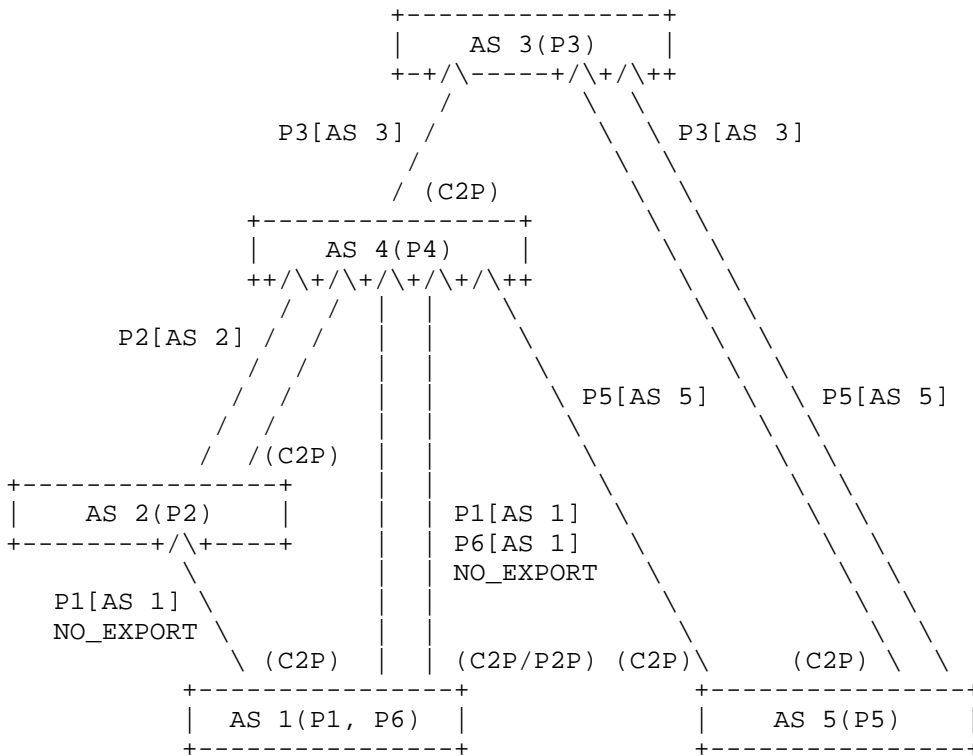 AS 3(P3)
P3[AS 3] P3[AS 3]
(C2P)
AS 4(P4)
P2[AS 2]
P5[AS 5] P5[AS 5]
(C2P)
AS 2(P2) P1[AS 1]
P6[AS 1]
NO_EXPORT
P1[AS 1]
NO_EXPORT
(C2P) (C2P/P2P) (C2P) (C2P)
AS 1(P1, P6) AS 5(P5)